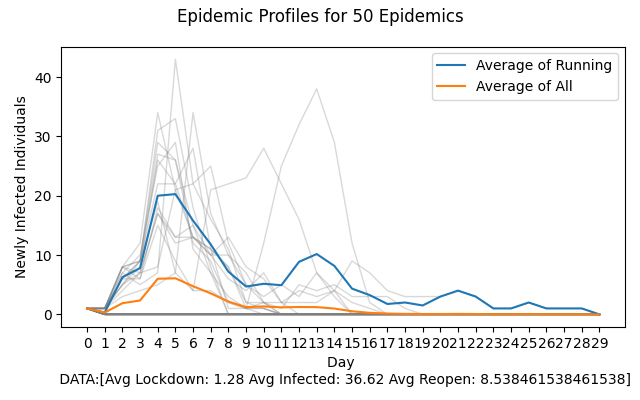 Epidemic Profiles for 50 Epidemics
Average of Running
Average of All
Newly Infected Individuals
40
30
20
10
0
0 1 2 3 4 5 6 7 8 9 10 11 12 13 14 15 16 17 18 19 20 21 22 23 24 25 26 27 28 29
Day
DATA:[Avg Lockdown: 1.28 Avg Infected: 36.62 Avg Reopen: 8.538461538461538]